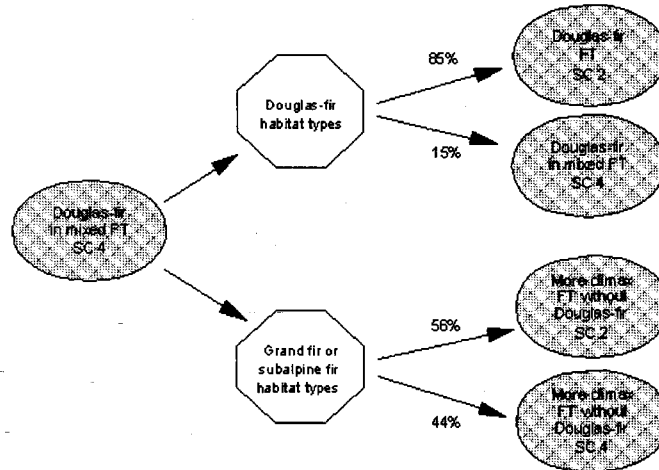 Douglas-fir
in mixed FT
SC 4
Douglas-fir
habitat types
85%
Douglas-fir
FT
SC 2
15%
Douglas-fir
in mixed FT
SC 4
Grand fir or
subalpine fir
habitat types
56%
More-climax
FT without
Douglas-fir
SC 2
44%
More-climax
FT without
Douglas-fir
SC 4